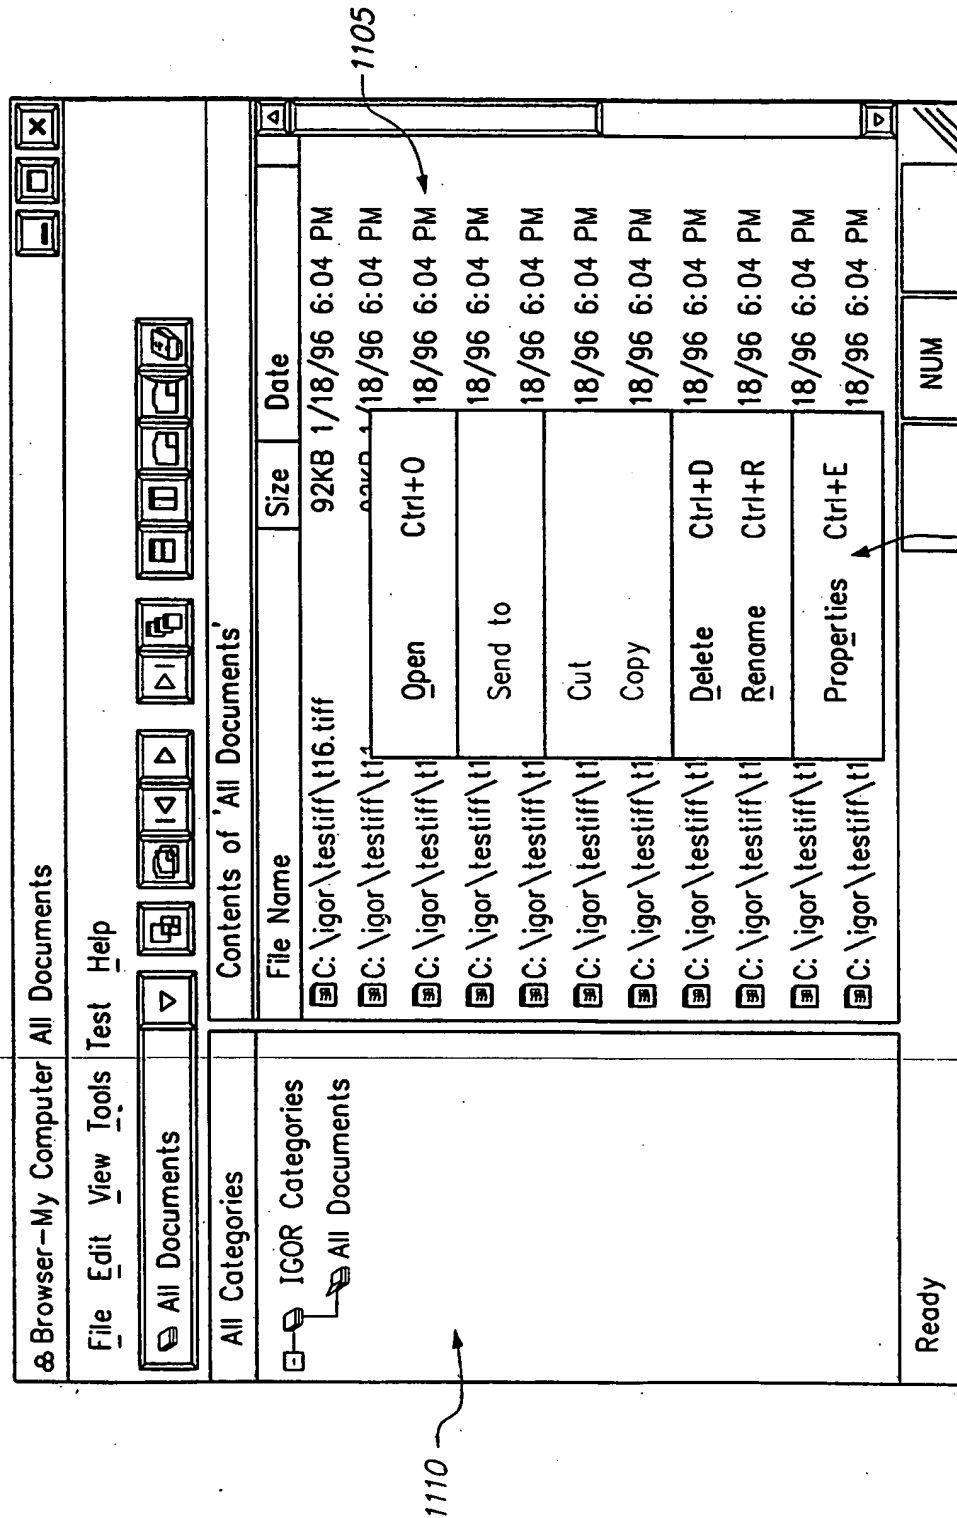 Browser-My Computer All Documents
File Edit View Tools Test Help
All Documents
All Categories
Contents of 'All Documents'
IGOR Categories
All Documents
File Name Size Date
C: \igor\testiff\t16.tiff 92KB 1/18/96 6:04 PM
C: \igor\testiff\t1 18/96 6:04 PM
C: \igor\testiff\t1 18/96 6:04 PM
C: \igor\testiff\t1 18/96 6:04 PM
C: \igor\testiff\t1 18/96 6:04 PM
C: \igor\testiff\t1 18/96 6:04 PM
C: \igor\testiff\t1 18/96 6:04 PM
C: \igor\testiff\t1 18/96 6:04 PM
C: \igor\testiff\t1 18/96 6:04 PM
C: \igor\testiff\t1 18/96 6:04 PM
C: \igor\testiff\t1 18/96 6:04 PM
Open Ctrl+O
Send to
Cut
Copy
Delete Ctrl+D
Rename Ctrl+R
Properties Ctrl+E
Ready NUM
1105
1110